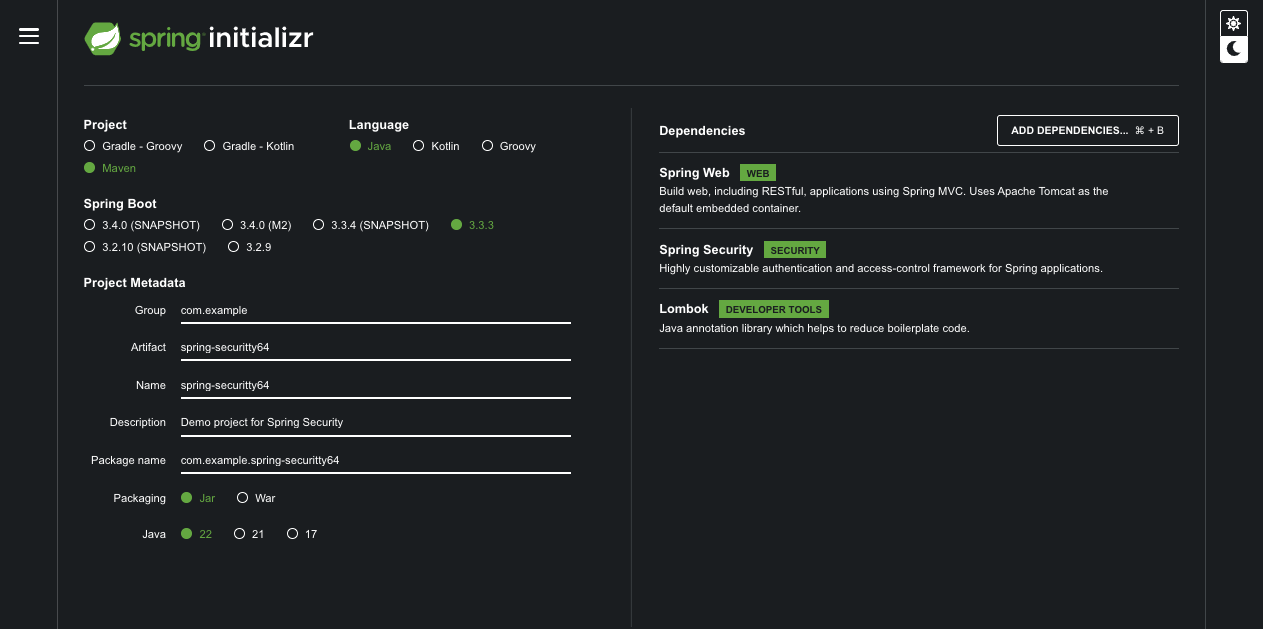 spring initializr
Project
Gradle - Groovy Gradle - Kotlin
Maven
Language
Java Kotlin Groovy
Spring Boot
3.4.0 (SNAPSHOT) 3.4.0 (M2) 3.3.4 (SNAPSHOT) 3.3.3
3.2.10 (SNAPSHOT) 3.2.9
Project Metadata
Group com.example
Artifact spring-securitty64
Name spring-securitty64
Description Demo project for Spring Security
Package name com.example.spring-securitty64
Packaging Jar War
Java 22 21 17
Dependencies ADD DEPENDENCIES... ⌘ + B
Spring Web WEB
Build web, including RESTful, applications using Spring MVC. Uses Apache Tomcat as the
default embedded container.
Spring Security SECURITY
Highly customizable authentication and access-control framework for Spring applications.
Lombok DEVELOPER TOOLS
Java annotation library which helps to reduce boilerplate code.